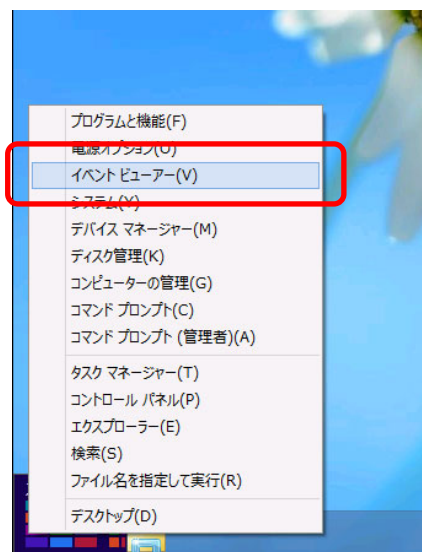 プログラムと機能(F)
電源オプション(O)
イベント ビューアー(V)
システム(Y)
デバイス マネージャー(M)
ディスク管理(K)
コンピューターの管理(G)
コマンド プロンプト(C)
コマンド プロンプト (管理者)(A)
タスク マネージャー(T)
コントロール パネル(P)
エクスプローラー(E)
検索(S)
ファイル名を指定して実行(R)
デスクトップ(D)